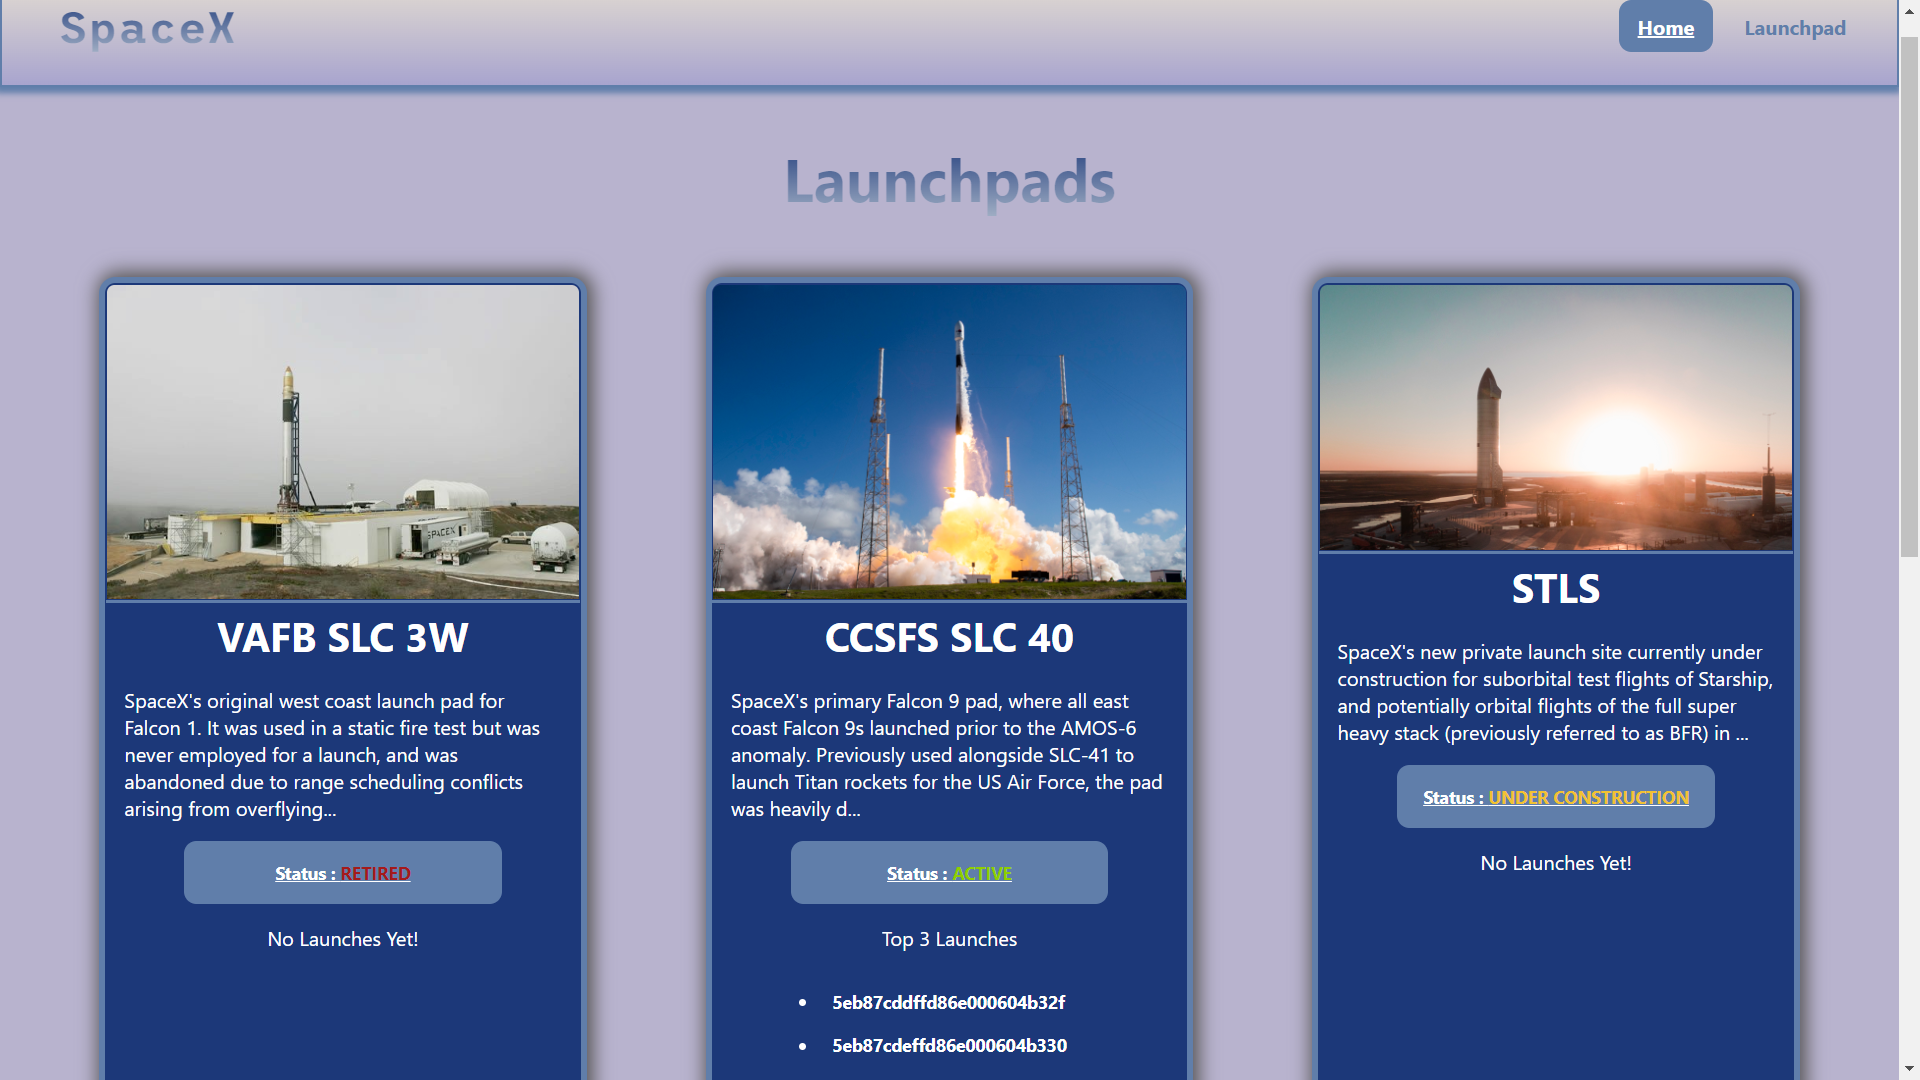 SpaceX
Home
Launchpad
Launchpads
SPACEX
VAFB SLC 3W
SpaceX's original west coast launch pad for
Falcon 1. It was used in a static fire test but was
never employed for a launch, and was
abandoned due to range scheduling conflicts
arising from overflying...
Status : RETIRED
No Launches Yet!
CCSFS SLC 40
SpaceX's primary Falcon 9 pad, where all east
coast Falcon 9s launched prior to the AMOS-6
anomaly. Previously used alongside SLC-41 to
launch Titan rockets for the US Air Force, the pad
was heavily d...
Status : ACTIVE
Top 3 Launches
5eb87cddffd86e000604b32f
5eb87cdeffd86e000604b330
STLS
SpaceX's new private launch site currently under
construction for suborbital test flights of Starship,
and potentially orbital flights of the full super
heavy stack (previously referred to as BFR) in ...
Status : UNDER CONSTRUCTION
No Launches Yet!